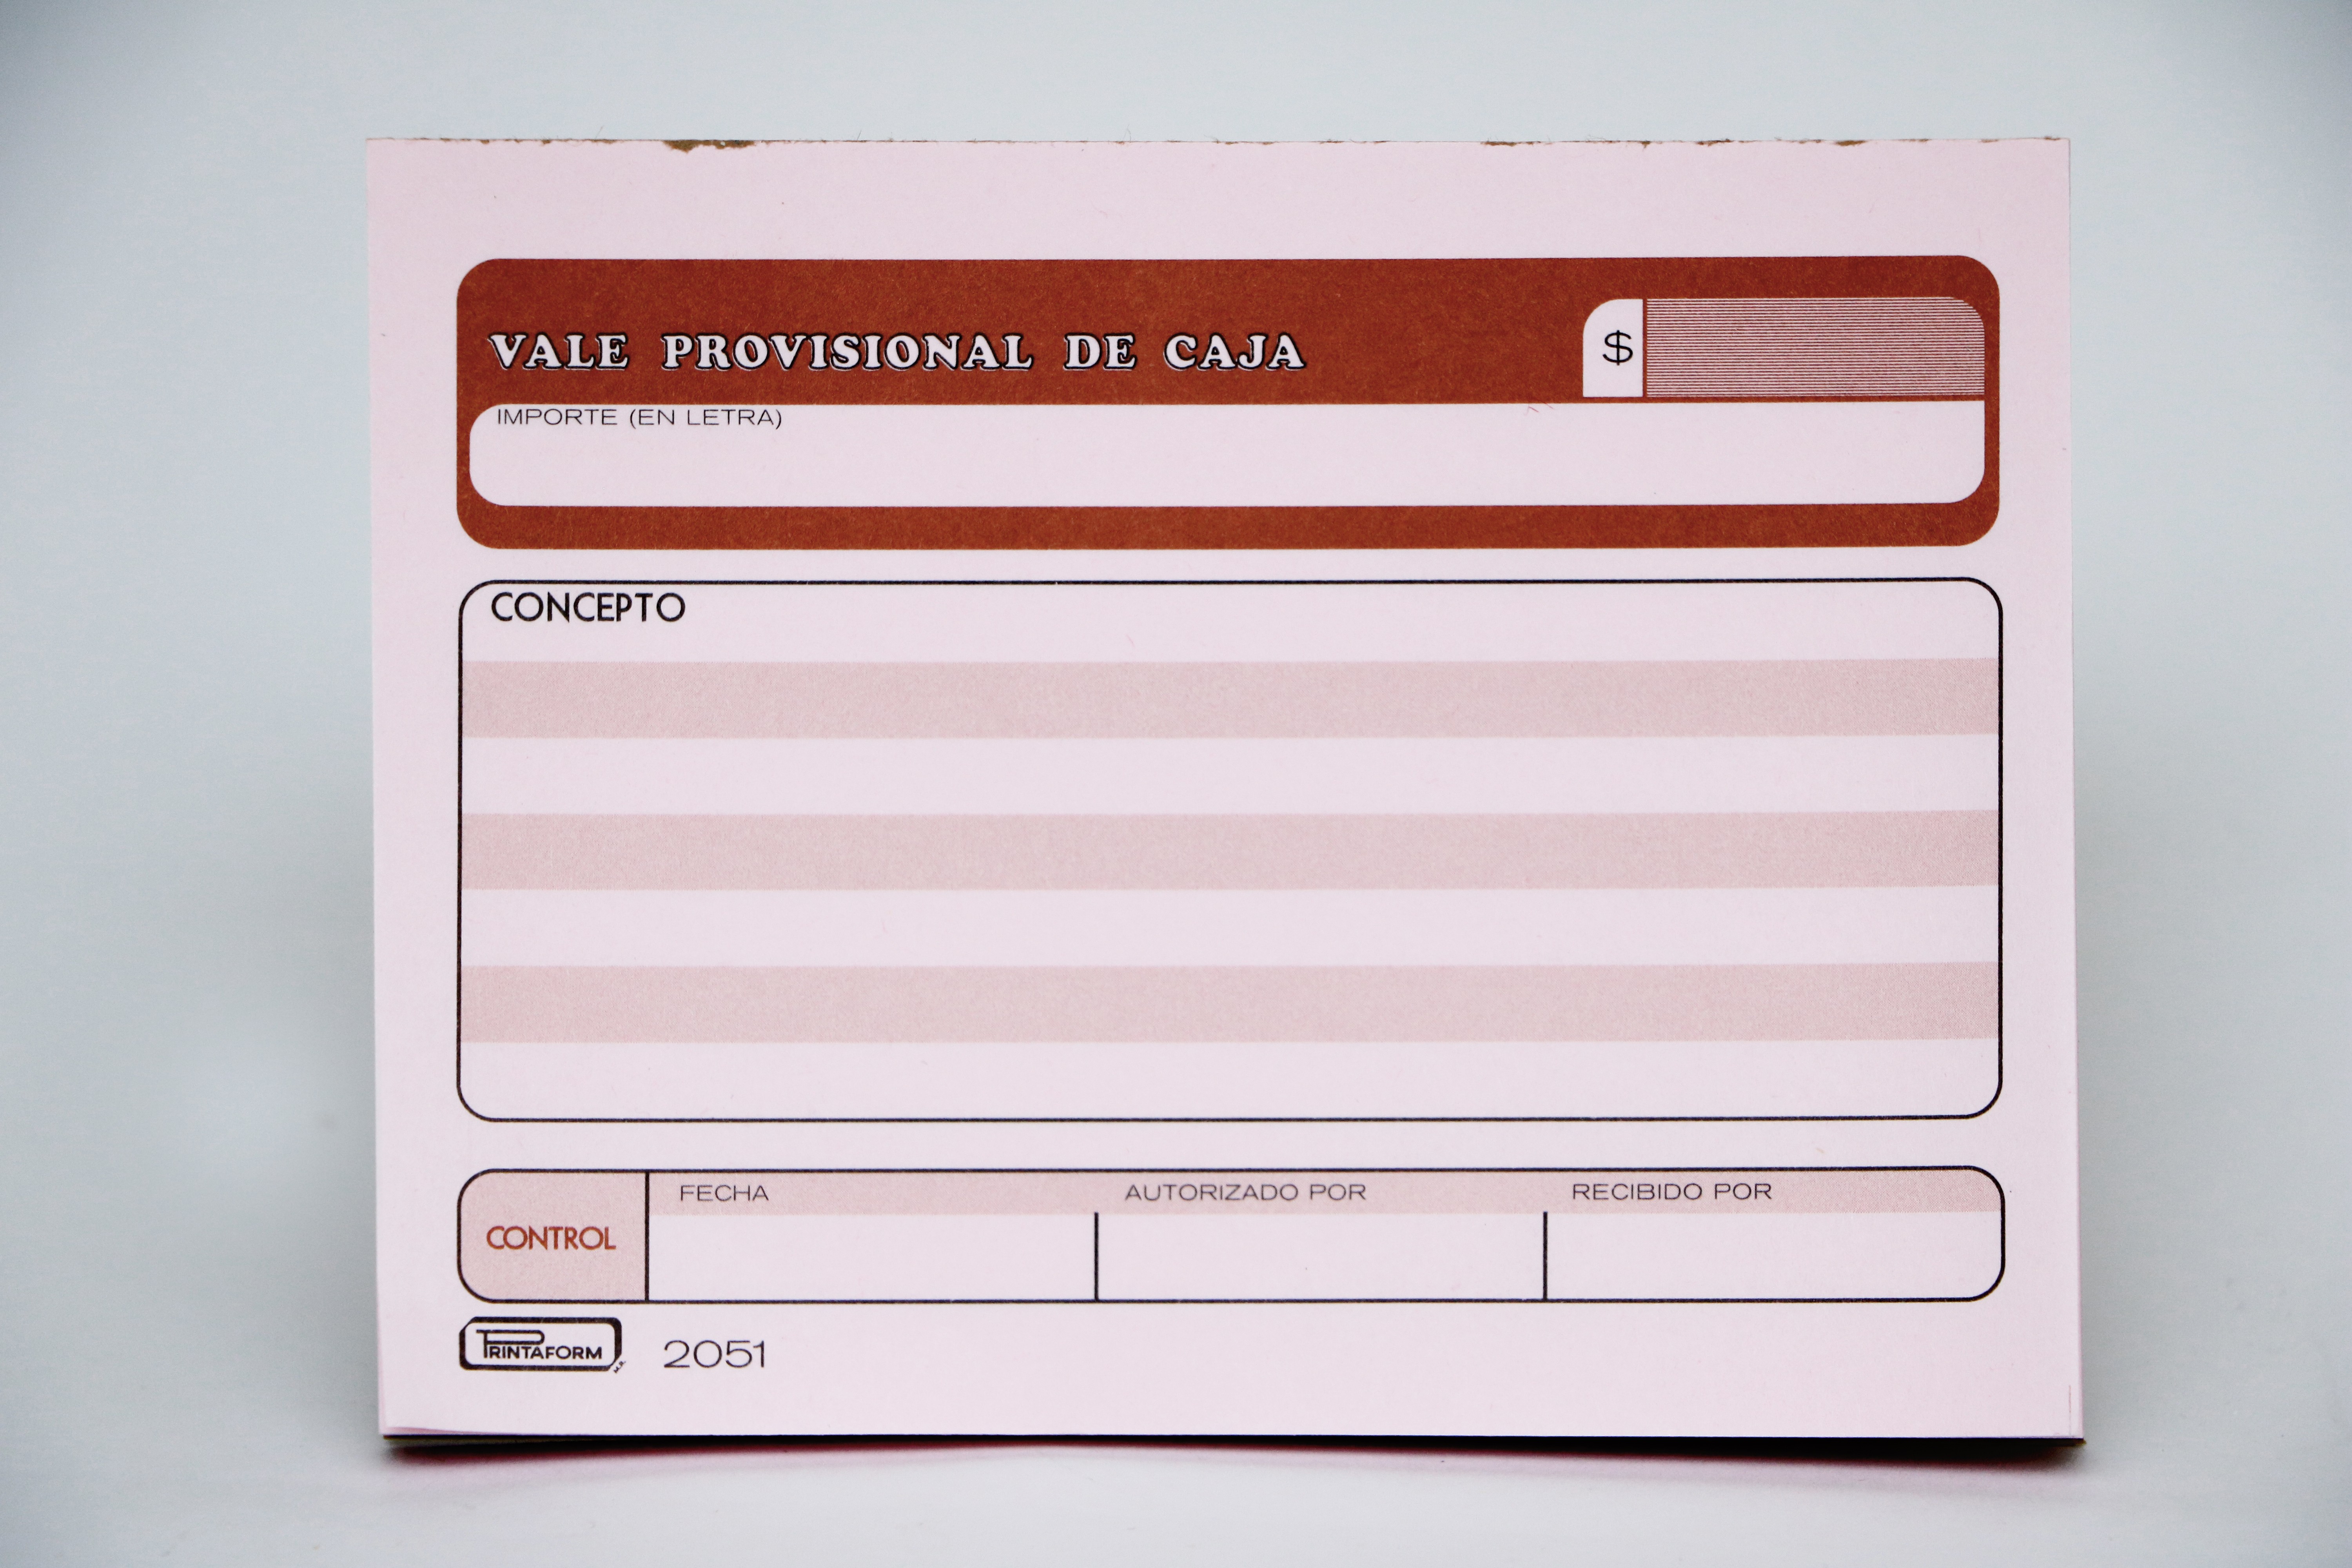 VALE PROVISIONAL DE CAJA
$
IMPORTE (EN LETRA)
CONCEPTO
CONTROL
FECHA
AUTORIZADO POR
RECIBIDO POR
PRINTAFORM M.R.
2051